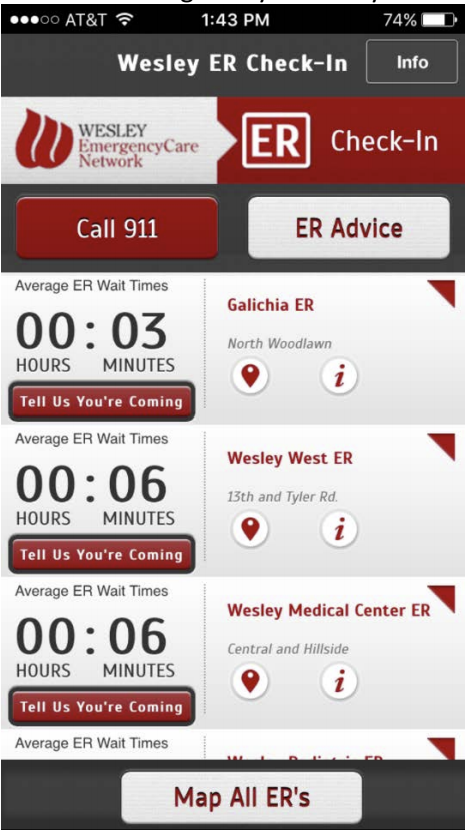 AT&T 1:43 PM 74%
Wesley ER Check-In Info
WESLEY
EmergencyCare
Network
ER Check-In
Call 911 ER Advice
Average ER Wait Times
00:03
HOURS MINUTES
Tell Us You're Coming
Galichia ER
North Woodlawn
i
Average ER Wait Times
00:06
HOURS MINUTES
Tell Us You're Coming
Wesley West ER
13th and Tyler Rd.
i
Average ER Wait Times
00:06
HOURS MINUTES
Tell Us You're Coming
Wesley Medical Center ER
Central and Hillside
i
Average ER Wait Times
Map All ER's